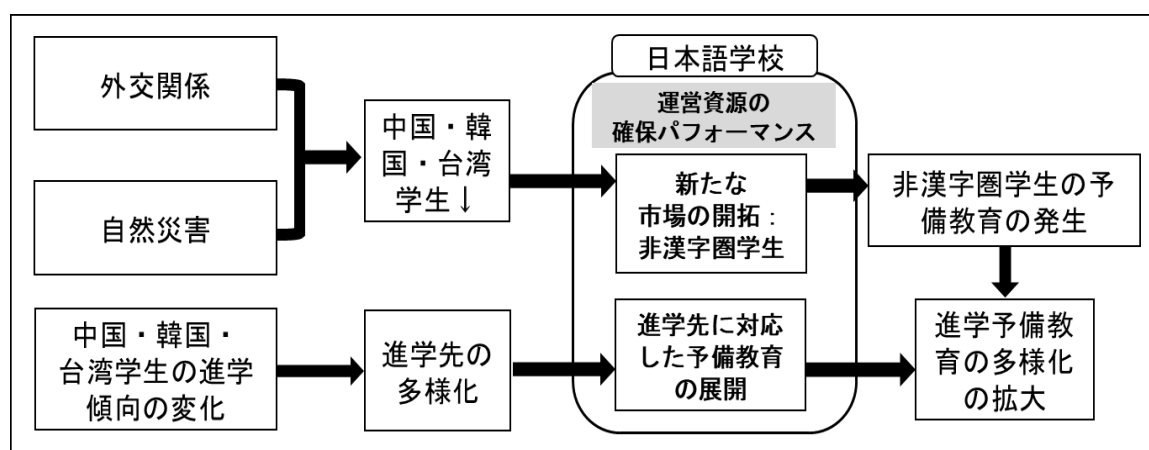 外交関係
自然災害
中国・韓
国・台湾
学生↓
日本語学校
運営資源の
確保パフォーマンス
新たな
市場の開拓：
非漢字圏学生
非漢字圏学生の予
備教育の発生
中国・韓国・
台湾学生の進学
傾向の変化
進学先の
多様化
進学先に対応
した予備教育
の展開
進学予備教
育の多様化
の拡大